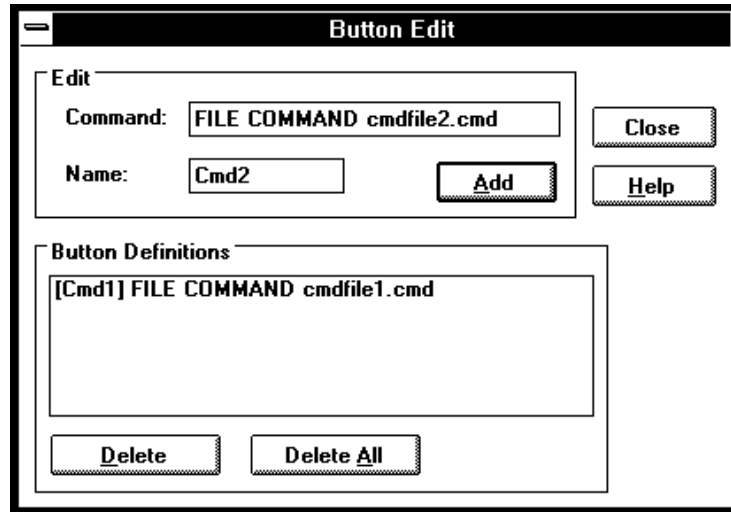 Button Edit
Edit
Command: FILE COMMAND cmdfile2.cmd
Close
Name: Cmd2 Add
Help
Button Definitions
[Cmd1] FILE COMMAND cmdfile1.cmd
Delete Delete All